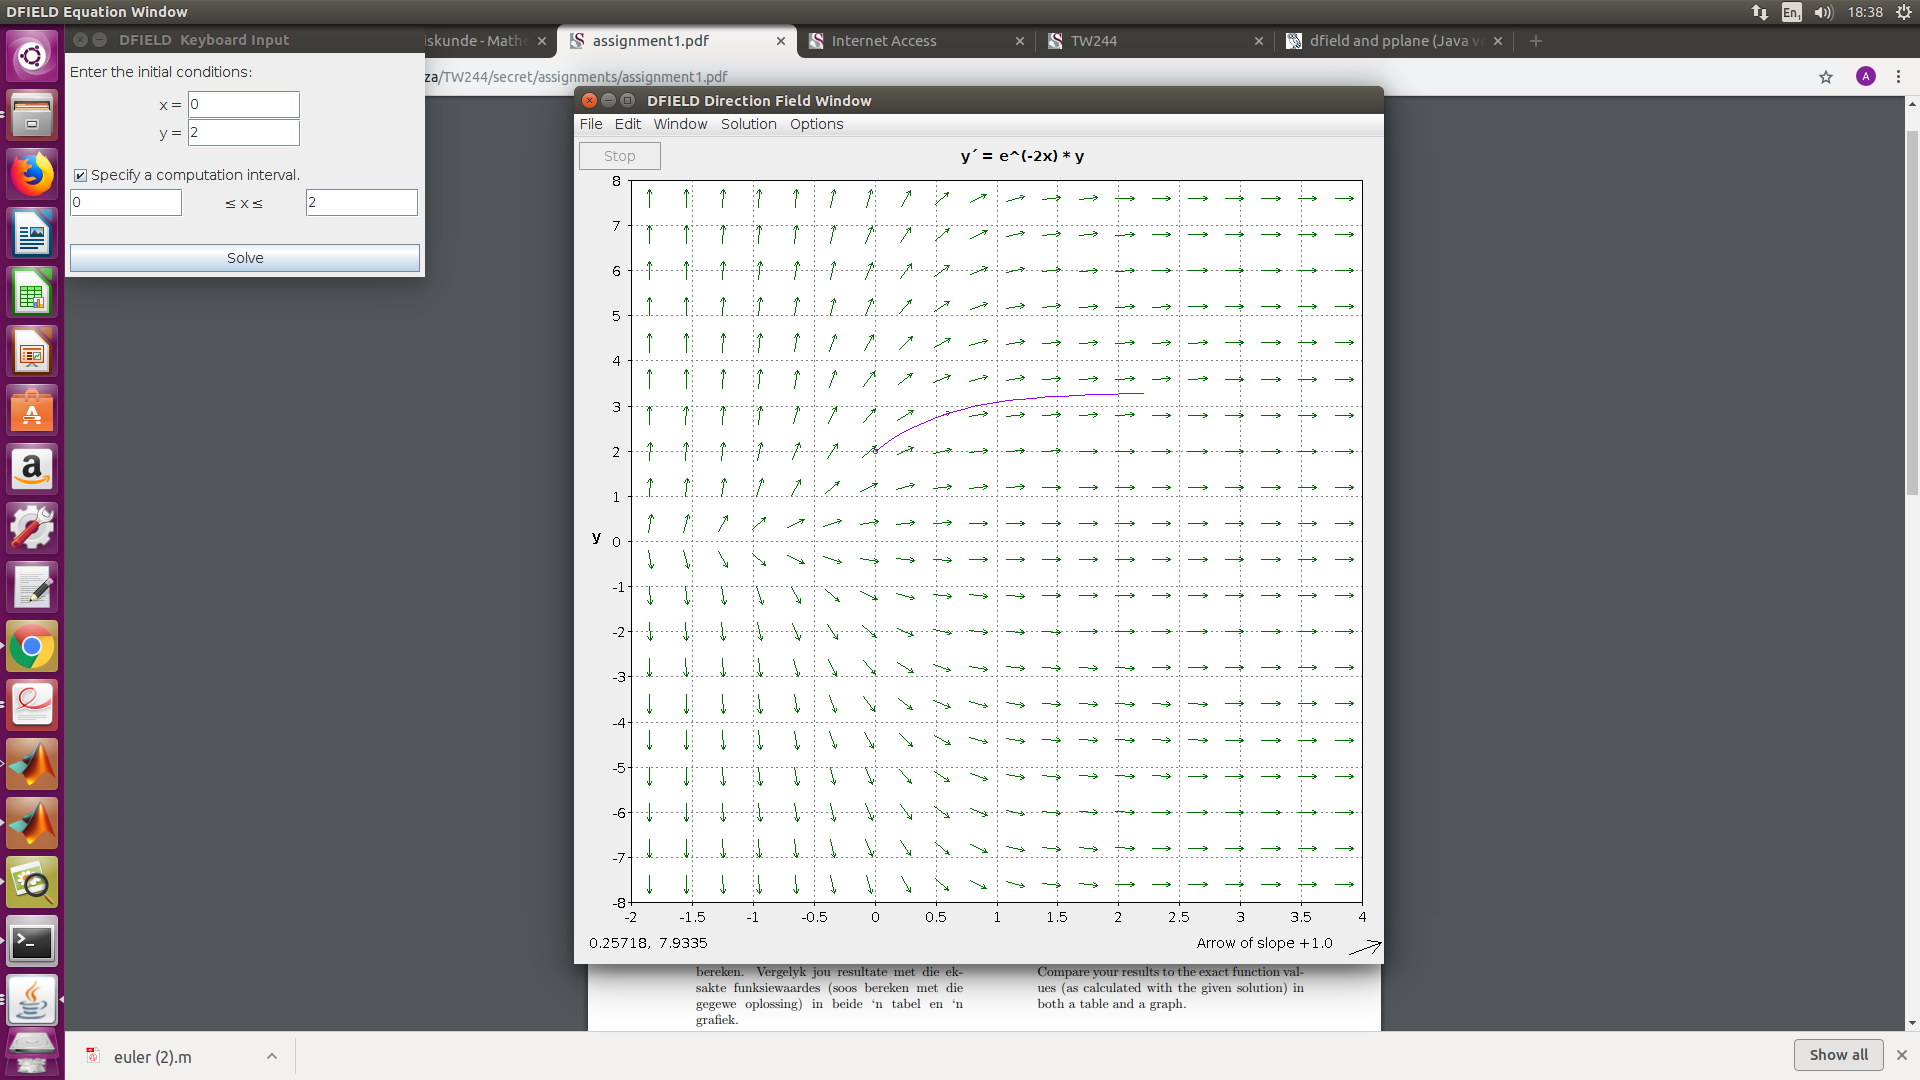 DFIELD Equation Window
En1
18:38
DFIELD Keyboard Input
iskunde - Math
assignment1.pdf
Internet Access
TW244
dfield and pplane (Java v
za/TW244/secret/assignments/assignment1.pdf
A
Enter the initial conditions:
x = 0
y = 2
Specify a computation interval.
0 ≤ x ≤ 2
Solve
DFIELD Direction Field Window
File Edit Window Solution Options
Stop
y´ = e^(-2x) * y
8
7
6
5
4
3
2
1
y 0
-1
-2
-3
-4
-5
-6
-7
-8
-2 -1.5 -1 -0.5 0 0.5 1 1.5 2 2.5 3 3.5 4
0.25718, 7.9335
Arrow of slope +1.0
bereken. Vergelyk jou resultate met die ek-
sakte funksiewaardes (soos bereken met die
gegewe oplossing) in beide ‘n tabel en ‘n
grafiek.
Compare your results to the exact function val-
ues (as calculated with the given solution) in
both a table and a graph.
euler (2).m
Show all